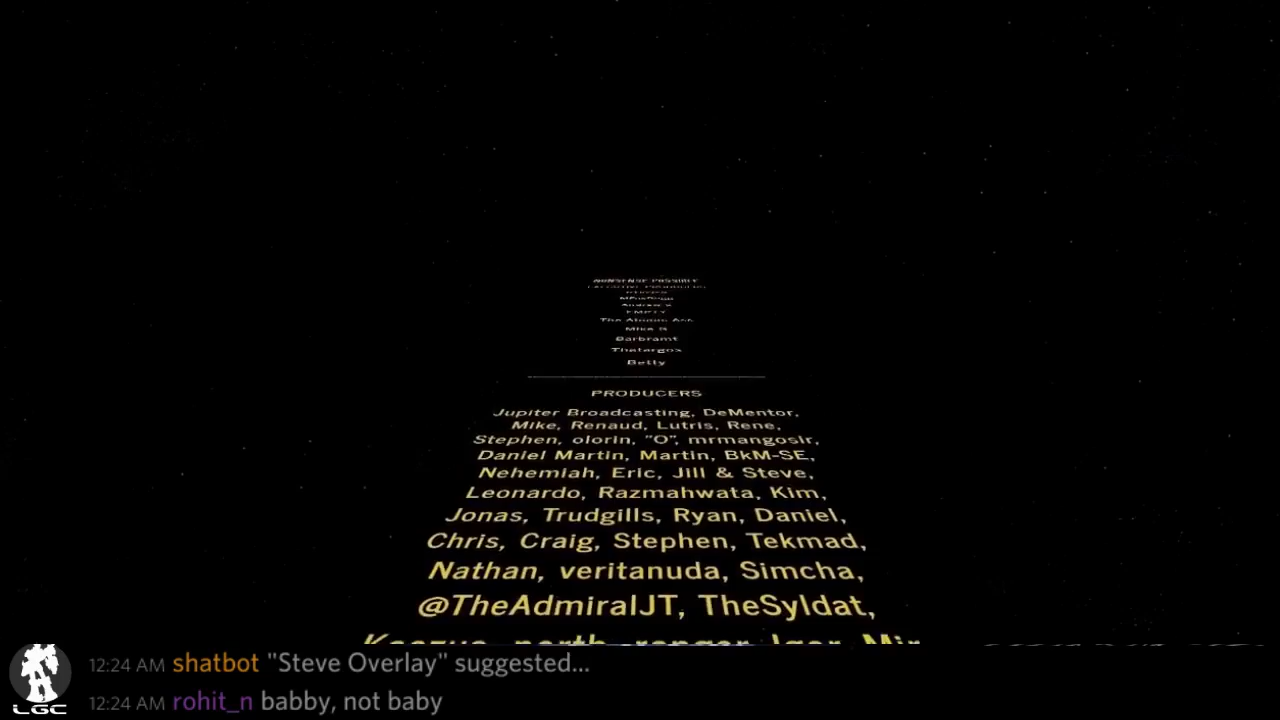 Mike S
Barbramt
Thelargox
Betty
PRODUCERS
Jupiter Broadcasting, DeMentor,
Mike, Renaud, Lutris, Rene,
Stephen, olorin, "O", mrmangosir,
Daniel Martin, Martin, BkM-SE,
Nehemiah, Eric, Jill & Steve,
Leonardo, Razmahwata, Kim,
Jonas, Trudgills, Ryan, Daniel,
Chris, Craig, Stephen, Tekmad,
Nathan, veritanuda, Simcha,
@TheAdmiralJT, TheSyldat,
12:24 AM shatbot "Steve Overlay" suggested...
LGC
12:24 AM rohit_n babby, not baby